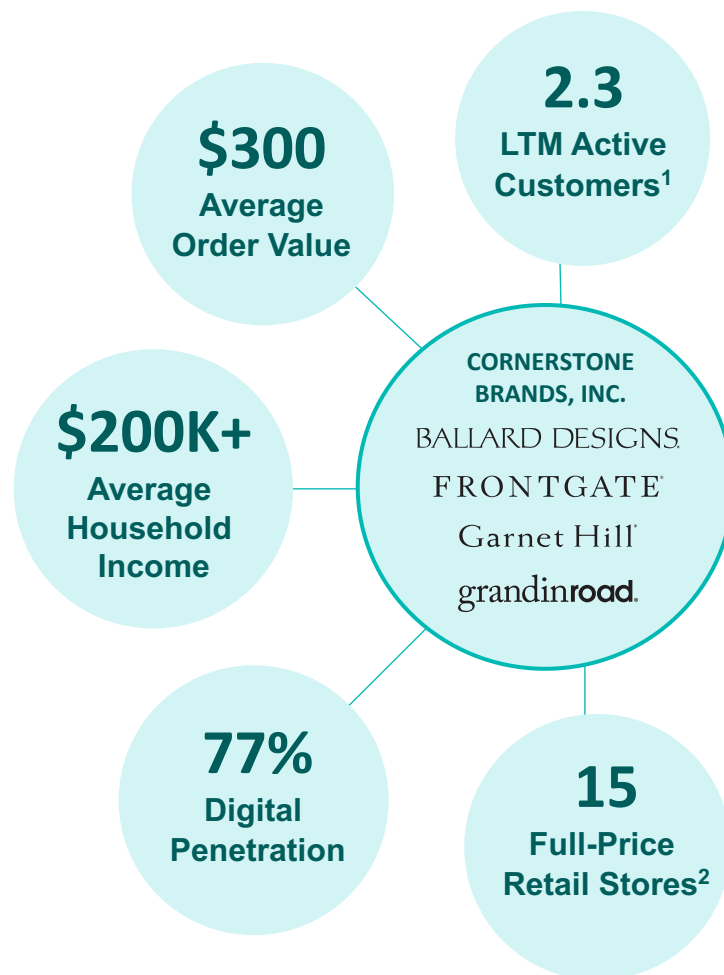 $300
Average
Order Value
2.3
LTM Active
Customers¹
CORNERSTONE
BRANDS, INC.
BALLARD DESIGNS.
FRONTGATE®
Garnet Hill®
grandinroad®
$200K+
Average
Household
Income
77%
Digital
Penetration
15
Full-Price
Retail Stores²